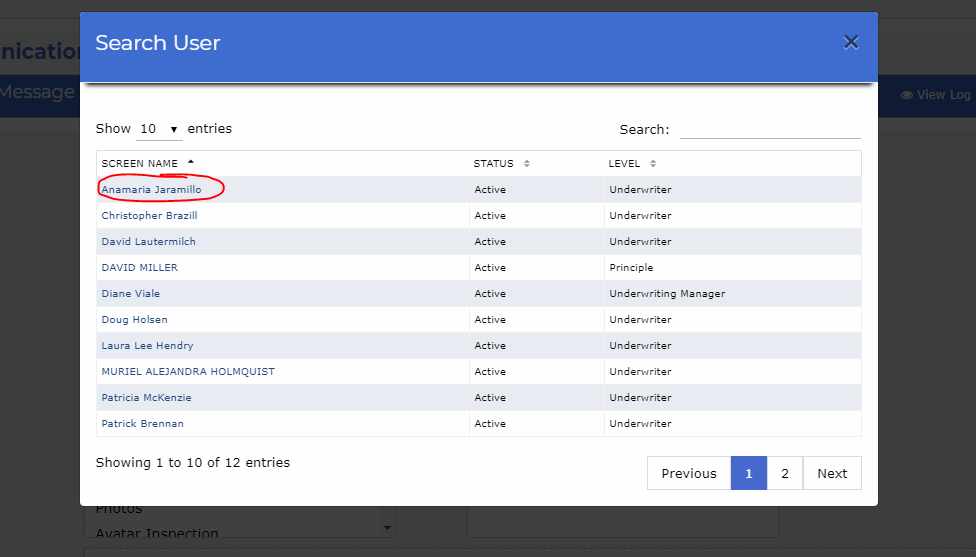 Search User
nication
Message
View Log
Show 10 entries
Search:
SCREEN NAME STATUS LEVEL
Anamaria Jaramillo Active Underwriter
Christopher Brazill Active Underwriter
David Lautermilch Active Underwriter
DAVID MILLER Active Principle
Diane Viale Active Underwriting Manager
Doug Holsen Active Underwriter
Laura Lee Hendry Active Underwriter
MURIEL ALEJANDRA HOLMQUIST Active Underwriter
Patricia McKenzie Active Underwriter
Patrick Brennan Active Underwriter
Showing 1 to 10 of 12 entries
Previous 1 2 Next
Photos
Avatar Inspection